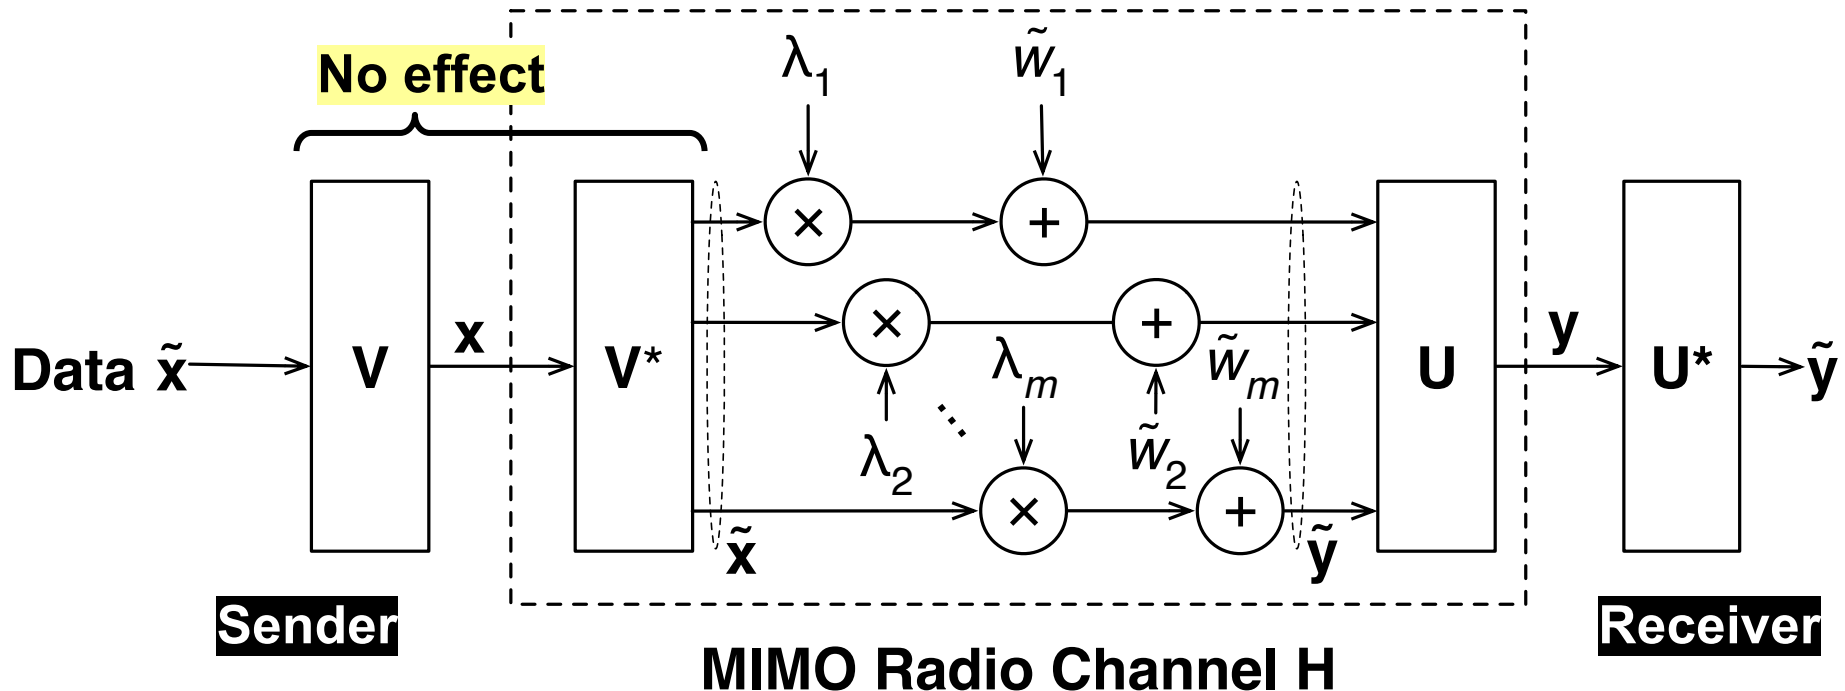 No effect
λ1
w̃1
Data x̃
V
x
V*
×
+
×
+
λ2
⋱
λm
w̃2
w̃m
×
+
x̃
ỹ
U
y
U*
ỹ
Sender
Receiver
MIMO Radio Channel H